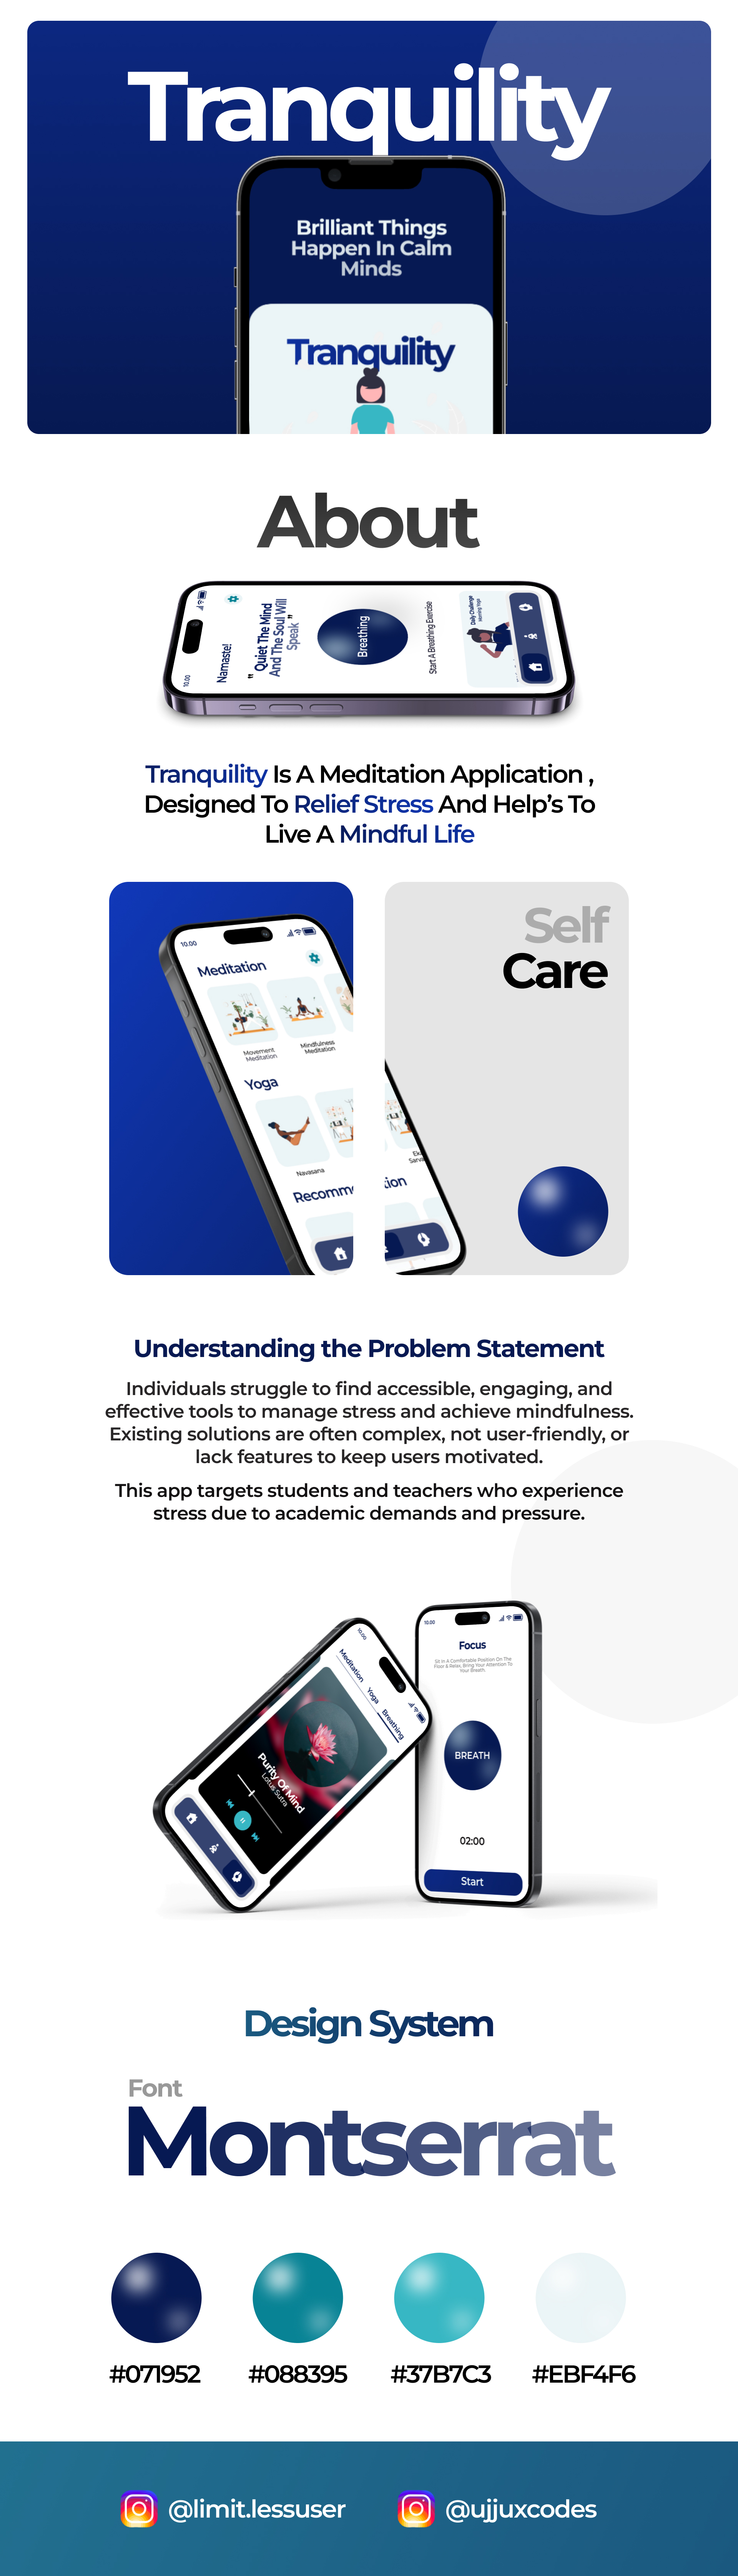 Tranquility
Brilliant Things
Happen In Calm
Minds
Tranquility
About
10.00
Namaste!
" Quiet The Mind
And The Soul Will
Speak "
Breathing
Start A Breathing Exercise
Daily Challenge
Morning Yoga
Tranquility Is A Meditation Application ,
Designed To Relief Stress And Help's To
Live A Mindful Life
10.00
Meditation
Movement
Meditation
Mindfulness
Meditation
Yoga
Navasana
Recomm
Self
Care
Sana
tion
Understanding the Problem Statement
Individuals struggle to find accessible, engaging, and
effective tools to manage stress and achieve mindfulness.
Existing solutions are often complex, not user-friendly, or
lack features to keep users motivated.
This app targets students and teachers who experience
stress due to academic demands and pressure.
10.00
Meditation Yoga Breathing
Purity Of Mind
Lotus Sutra
10.00
Focus
Sit In A Comfortable Position On The
Floor & Relax, Bring Your Attention To
Your Breath.
BREATH
02:00
Start
Design System
Font
Montserrat
#071952 #088395 #37B7C3 #EBF4F6
@limit.lessuser @ujjuxcodes